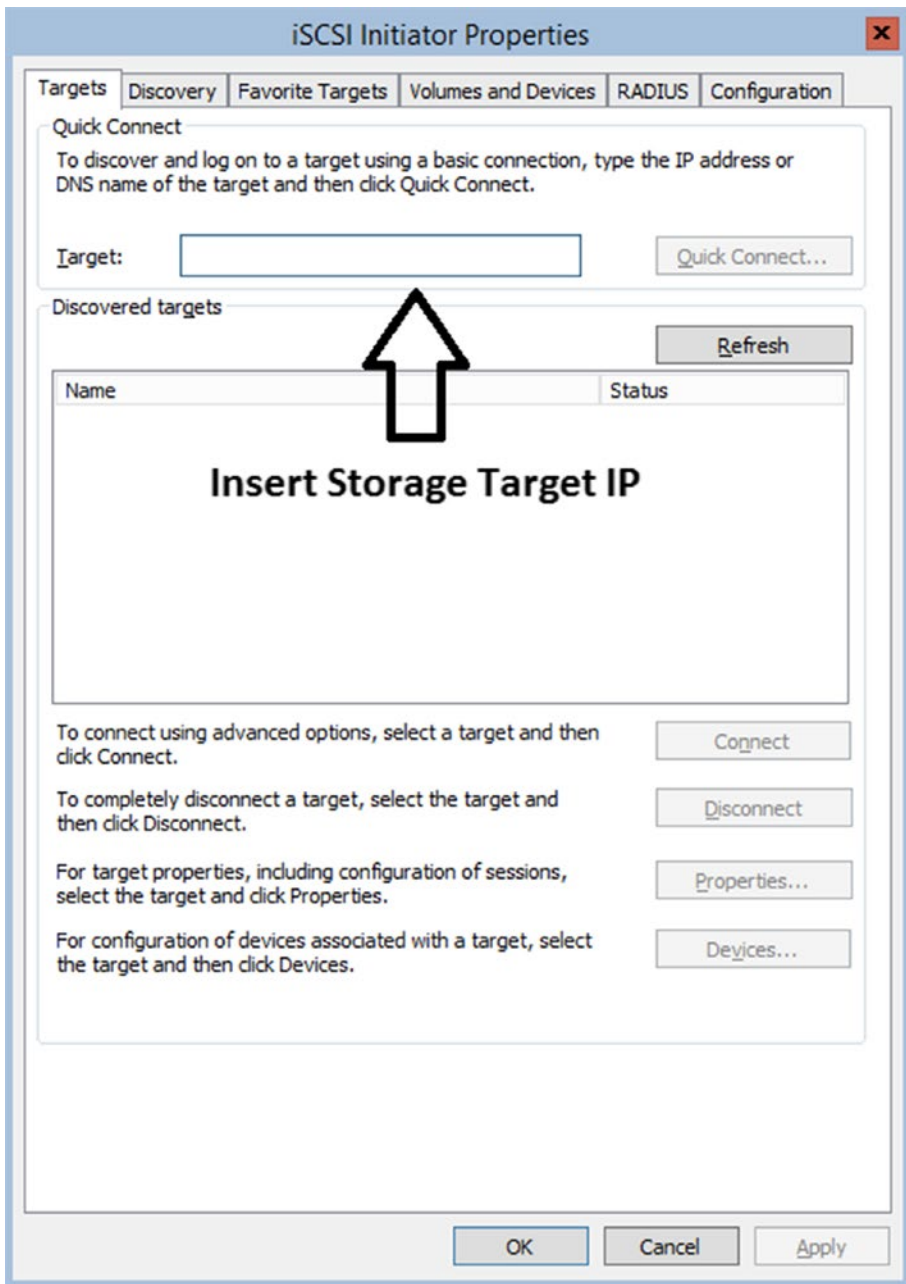 iSCSI Initiator Properties
x
Targets Discovery Favorite Targets Volumes and Devices RADIUS Configuration
Quick Connect
To discover and log on to a target using a basic connection, type the IP address or
DNS name of the target and then click Quick Connect.
Target:
Quick Connect...
Discovered targets
Refresh
Name Status
Insert Storage Target IP
To connect using advanced options, select a target and then
click Connect.
Connect
To completely disconnect a target, select the target and
then click Disconnect.
Disconnect
For target properties, including configuration of sessions,
select the target and click Properties.
Properties...
For configuration of devices associated with a target, select
the target and then click Devices.
Devices...
OK Cancel Apply